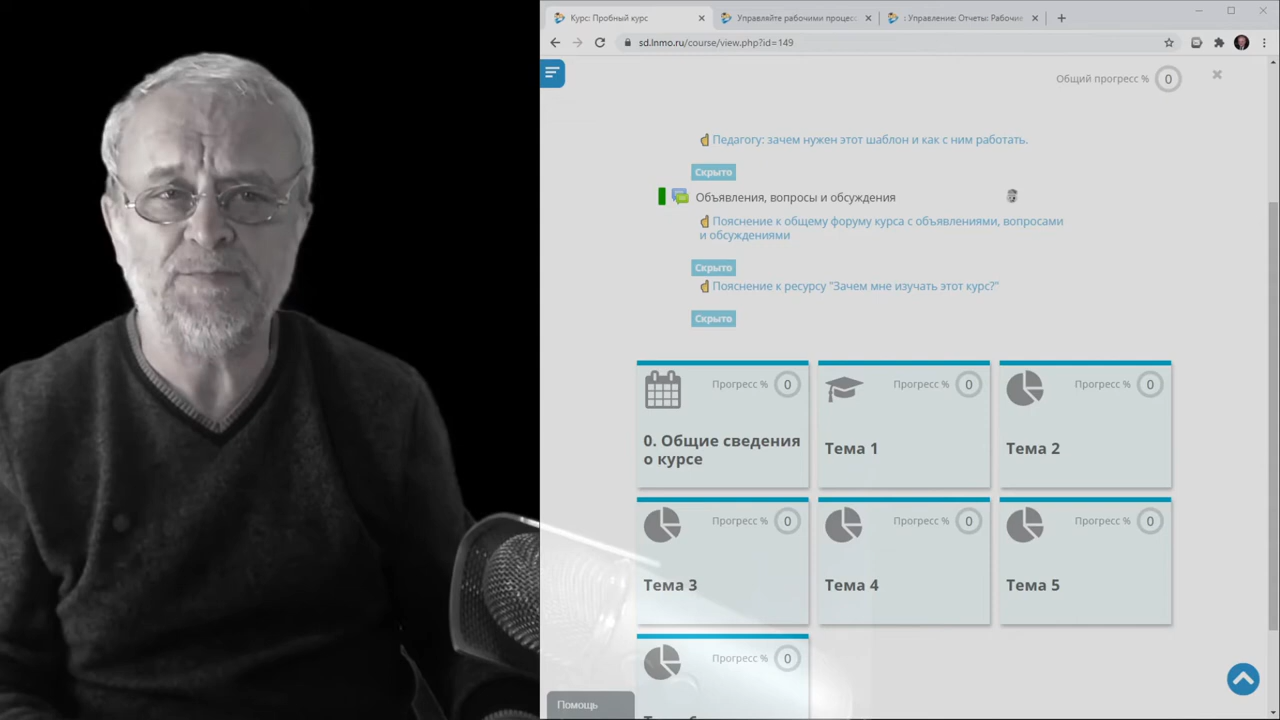 Курс: Пробный курс
Управляйте рабочими процес
: Управление: Отчеты: Рабочие
sd.lnmo.ru/course/view.php?id=149
Общий прогресс % 0
Педагогу: зачем нужен этот шаблон и как с ним работать.
Скрыто
Объявления, вопросы и обсуждения
Пояснение к общему форуму курса с объявлениями, вопросами
и обсуждениями
Скрыто
Пояснение к ресурсу "Зачем мне изучать этот курс?"
Скрыто
Прогресс % 0
0. Общие сведения
о курсе
Прогресс % 0
Тема 1
Прогресс % 0
Тема 2
Прогресс % 0
Тема 3
Прогресс % 0
Тема 4
Прогресс % 0
Тема 5
Прогресс % 0
Помощь